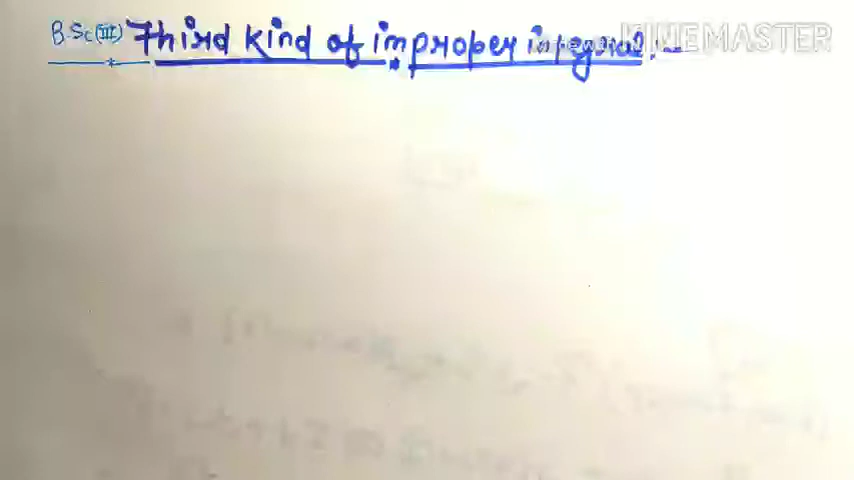 B.Sc(III) Third kind of improper integral :-
KINEMASTER